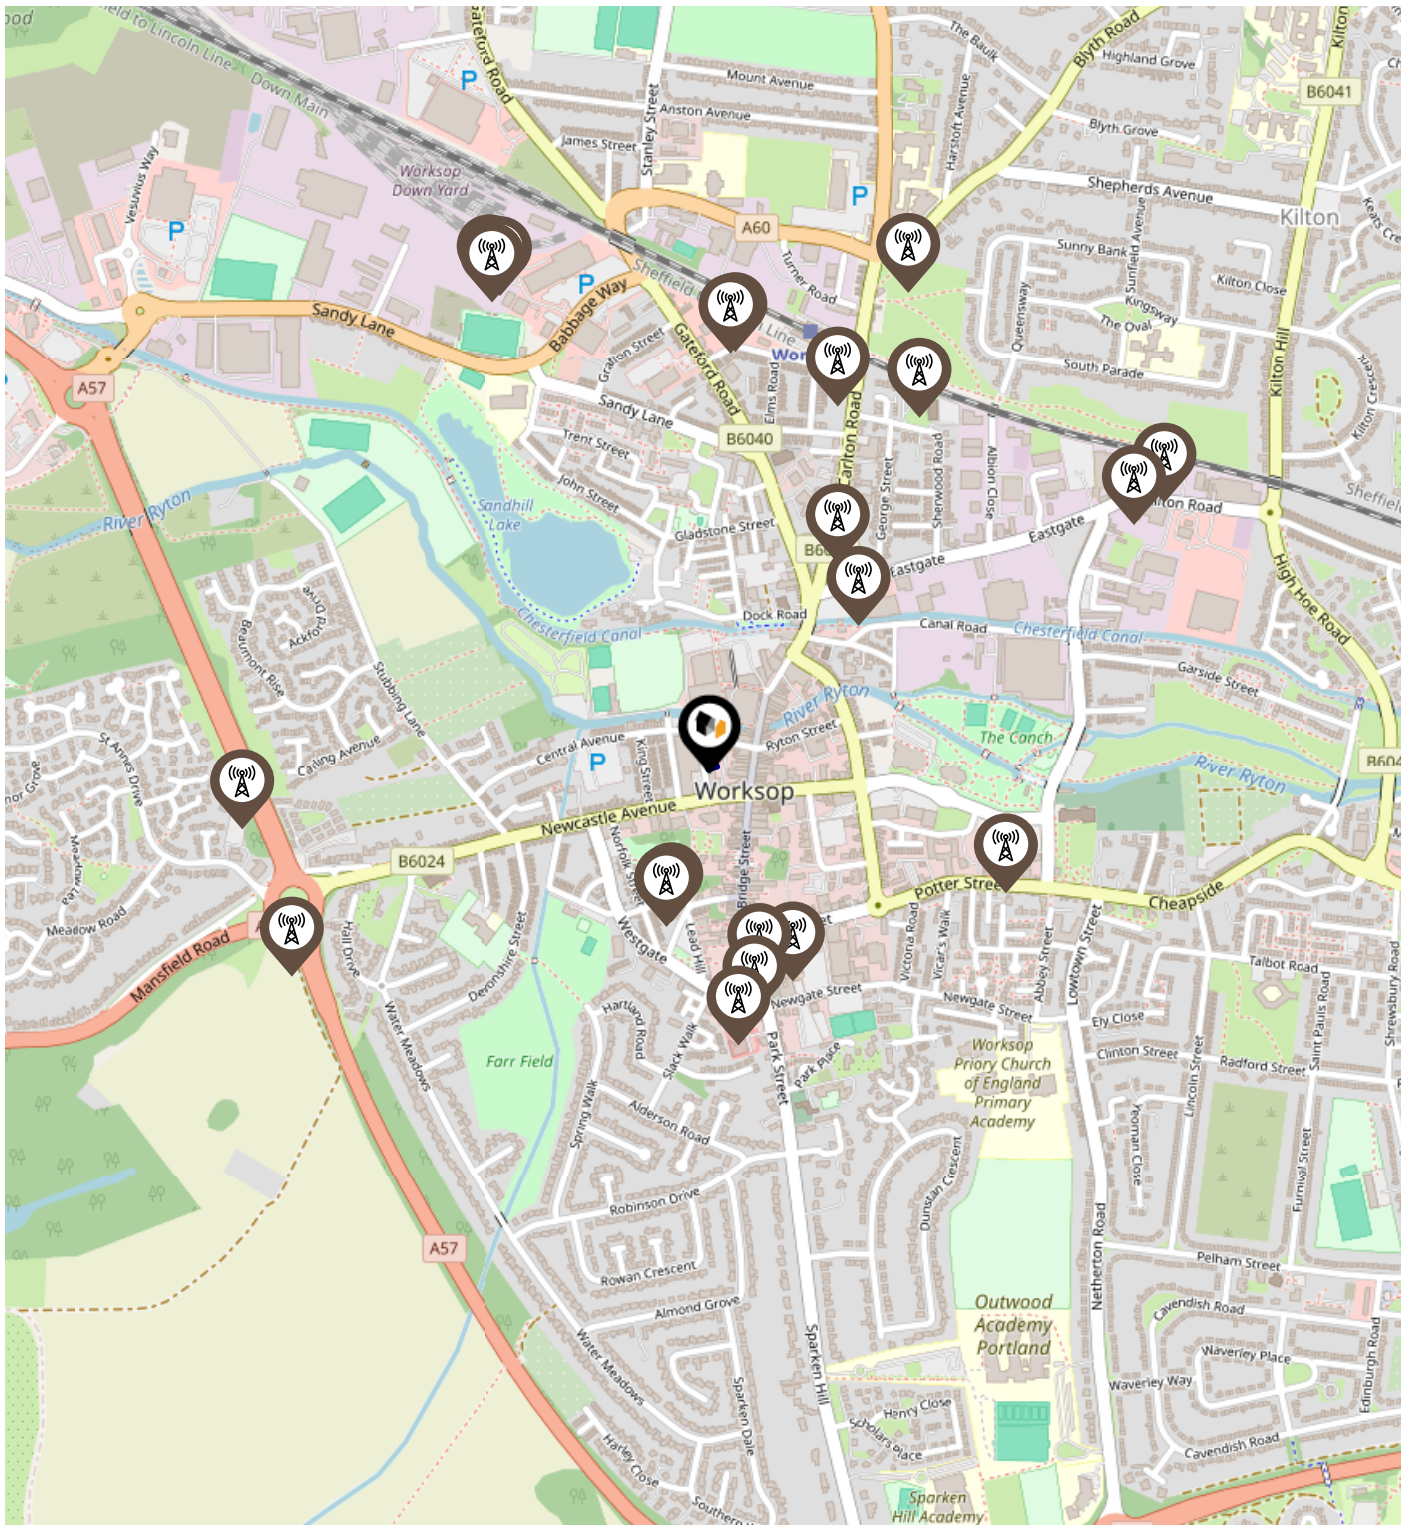 ield to Lincoln Line
Down Main
Gateford Road
P
Mount Avenue
Anston Avenue
Stanley Street
James Street
The Baulk
Highland Grove
Blyth Road
B6041
Harstoft Avenue
Blyth Grove
Shepherds Avenue
Kilton
Vesuvius Way
P
Worksop
Down Yard
P
A60
Turner Road
Sunny Bank
Sunfield Avenue
Kilton Close
Queensway
Kingsway
The Oval
South Parade
Sheffield
Line
P
Babbage Way
Sandy Lane
Grafton Street
Gateford Road
Elms Road
Carlton Road
Kilton Hill
Kilton Crescent
A57
Sandy Lane
B6040
Trent Street
John Street
Gladstone Street
George Street
Sherwood Road
Albion Close
Sandhill
Lake
River Ryton
Eastgate
Eastgate
High Hoe Road
Dock Road
Chesterfield Canal
Canal Road
Chesterfield Canal
Garside Street
Beaumont Rise
Stubbing Lane
River Ryton
Ryton Street
The Canch
River Ryton
St Annes Drive
Central Avenue
P
King Street
Worksop
Newcastle Avenue
B6024
Norfolk Street
Bridge Street
Meadow Road
Mansfield Road
Hall Drive
Devonshire Street
Westgate
Lead Hill
Potter Street
Cheapside
Victoria Road
Vicar's Walk
Abbey Street
Lowtown Street
Talbot Road
Newgate Street
Newgate Street
Water Meadows
Hartland Road
Slack Walk
Park Street
Park Place
Ely Close
Clinton Street
Radford Street
Saint Pauls Road
Shrewsbury Road
Farr Field
Spring Walk
Alderson Road
Worksop
Priory Church
of England
Primary
Academy
Lincoln Street
Yeoman Close
Furnival Street
Robinson Drive
Dunstan Crescent
Netherton Road
A57
Rowan Crescent
Almond Grove
Pelham Street
Outwood
Academy
Portland
Cavendish Road
Waverley Place
Waverley Way
Edinburgh Road
Water Meadows
Sparken Hill
Sparken Dale
Henry Close
Scholars Place
Cavendish Road
Harley Close
Sparken
Hill Academy